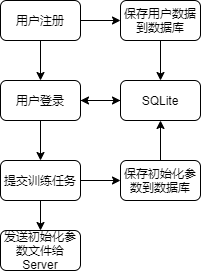 用户注册
保存用户数据
到数据库
用户登录
SQLite
提交训练任务
保存初始化参
数到数据库
发送初始化参
数文件给
Server